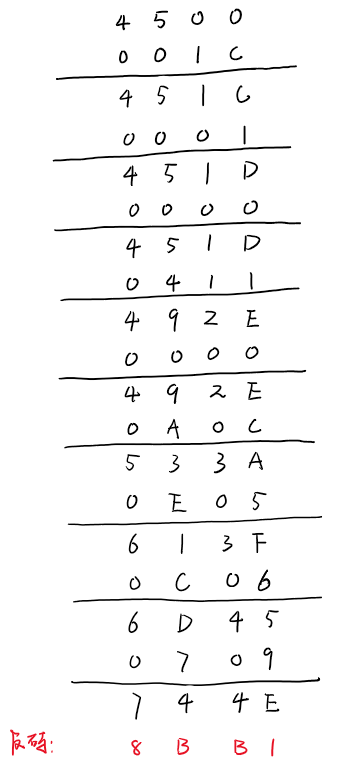 4 5 0 0
0 0 1 C
4 5 1 C
0 0 0 1
4 5 1 D
0 0 0 0
4 5 1 D
0 4 1 1
4 9 2 E
0 0 0 0
4 9 2 E
0 A 0 C
5 3 3 A
0 E 0 5
6 1 3 F
0 C 0 6
6 D 4 5
0 7 0 9
7 4 4 E
反码: 8 B B 1